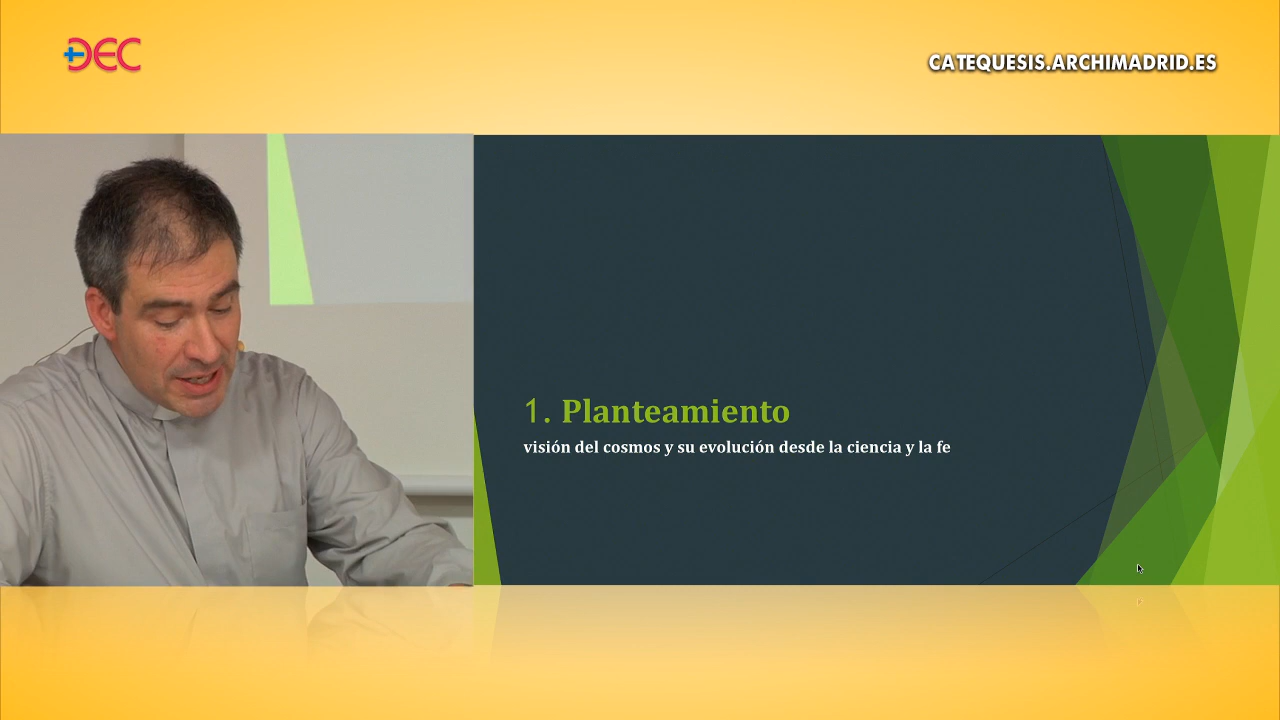 DEC
CATEQUESIS.ARCHIMADRID.ES
1. Planteamiento
visión del cosmos y su evolución desde la ciencia y la fe